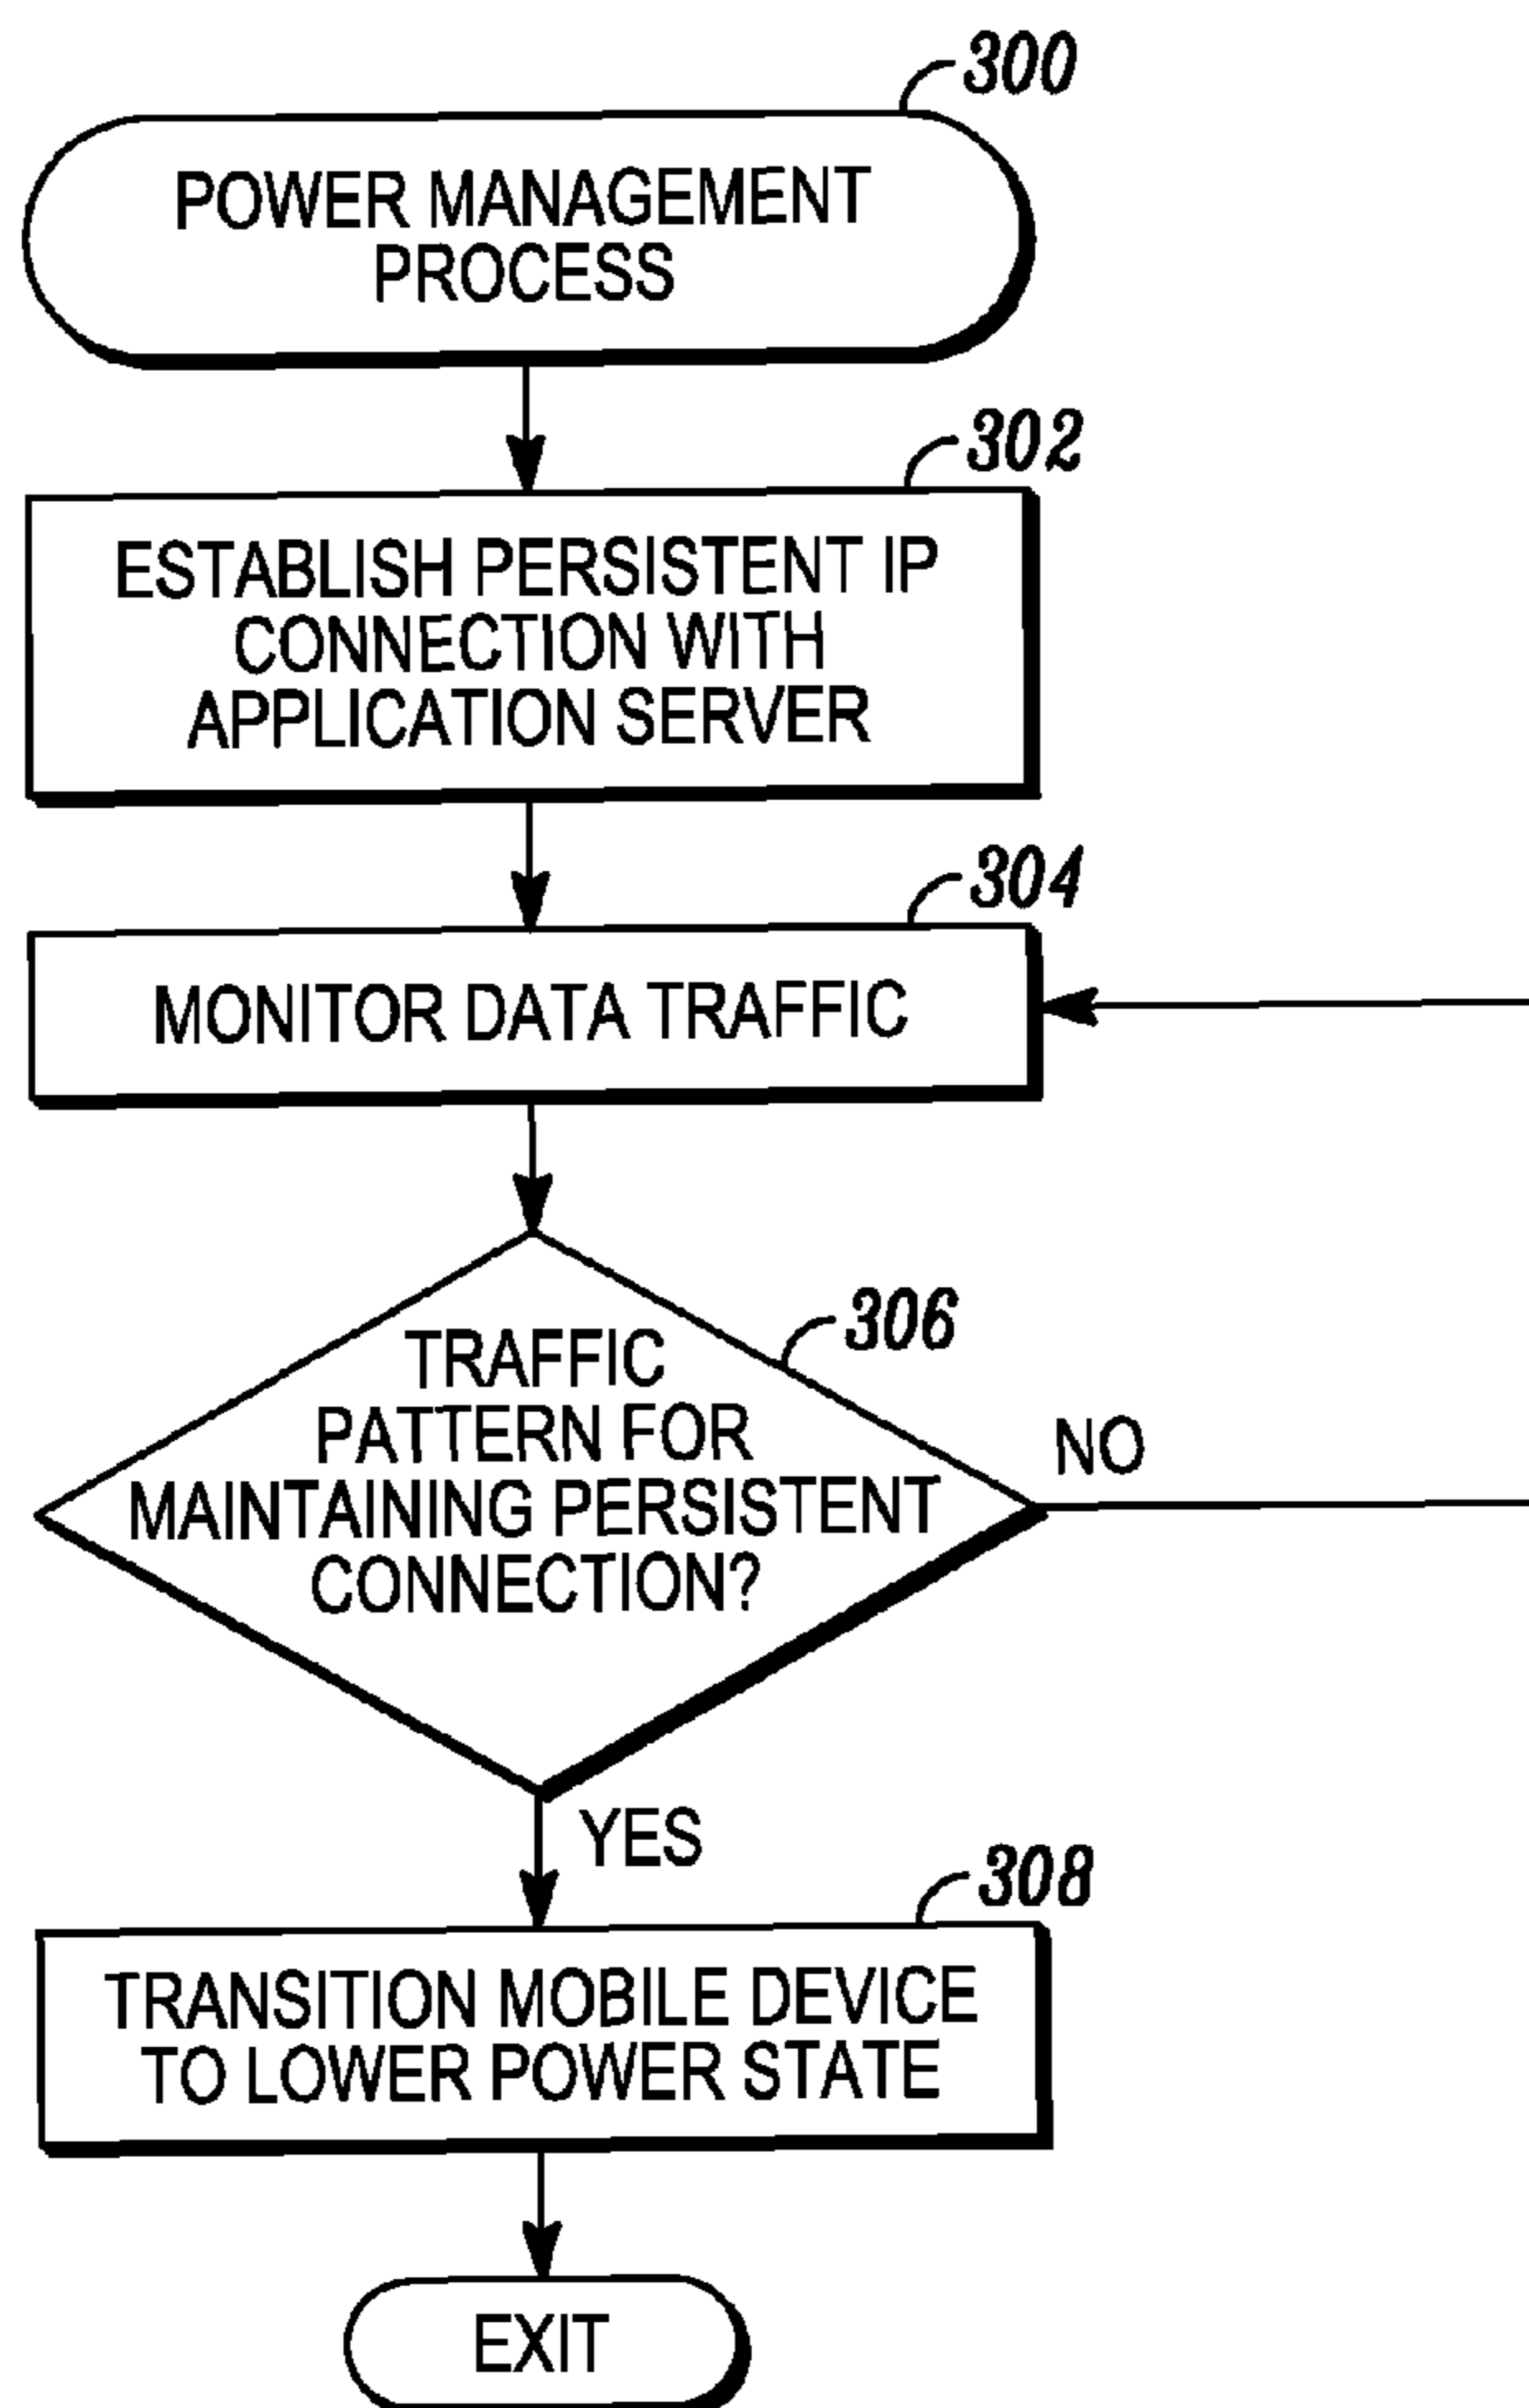 300
POWER MANAGEMENT
PROCESS
302
ESTABLISH PERSISTENT IP
CONNECTION WITH
APPLICATION SERVER
304
MONITOR DATA TRAFFIC
306
TRAFFIC
PATTERN FOR
MAINTAINING PERSISTENT
CONNECTION?
NO
YES
308
TRANSITION MOBILE DEVICE
TO LOWER POWER STATE
EXIT